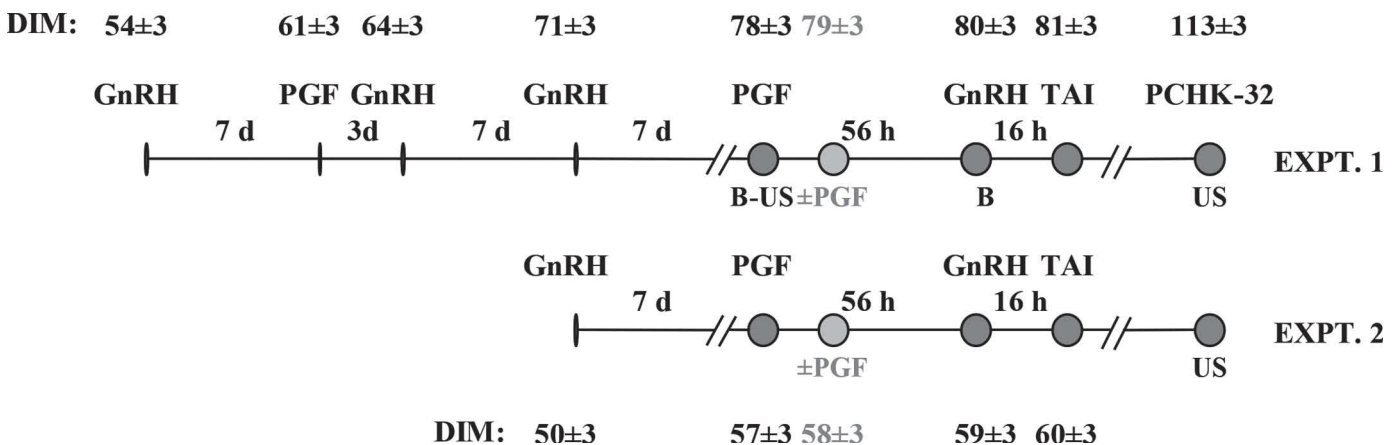 DIM: 54±3 61±3 64±3 71±3 78±3 79±3 80±3 81±3 113±3
GnRH PGF GnRH GnRH PGF GnRH TAI PCHK-32
7 d 3d 7 d 7 d 56 h 16 h
EXPT. 1
B-US ±PGF B US
GnRH PGF GnRH TAI
7 d 56 h 16 h
EXPT. 2
±PGF US
DIM: 50±3 57±3 58±3 59±3 60±3